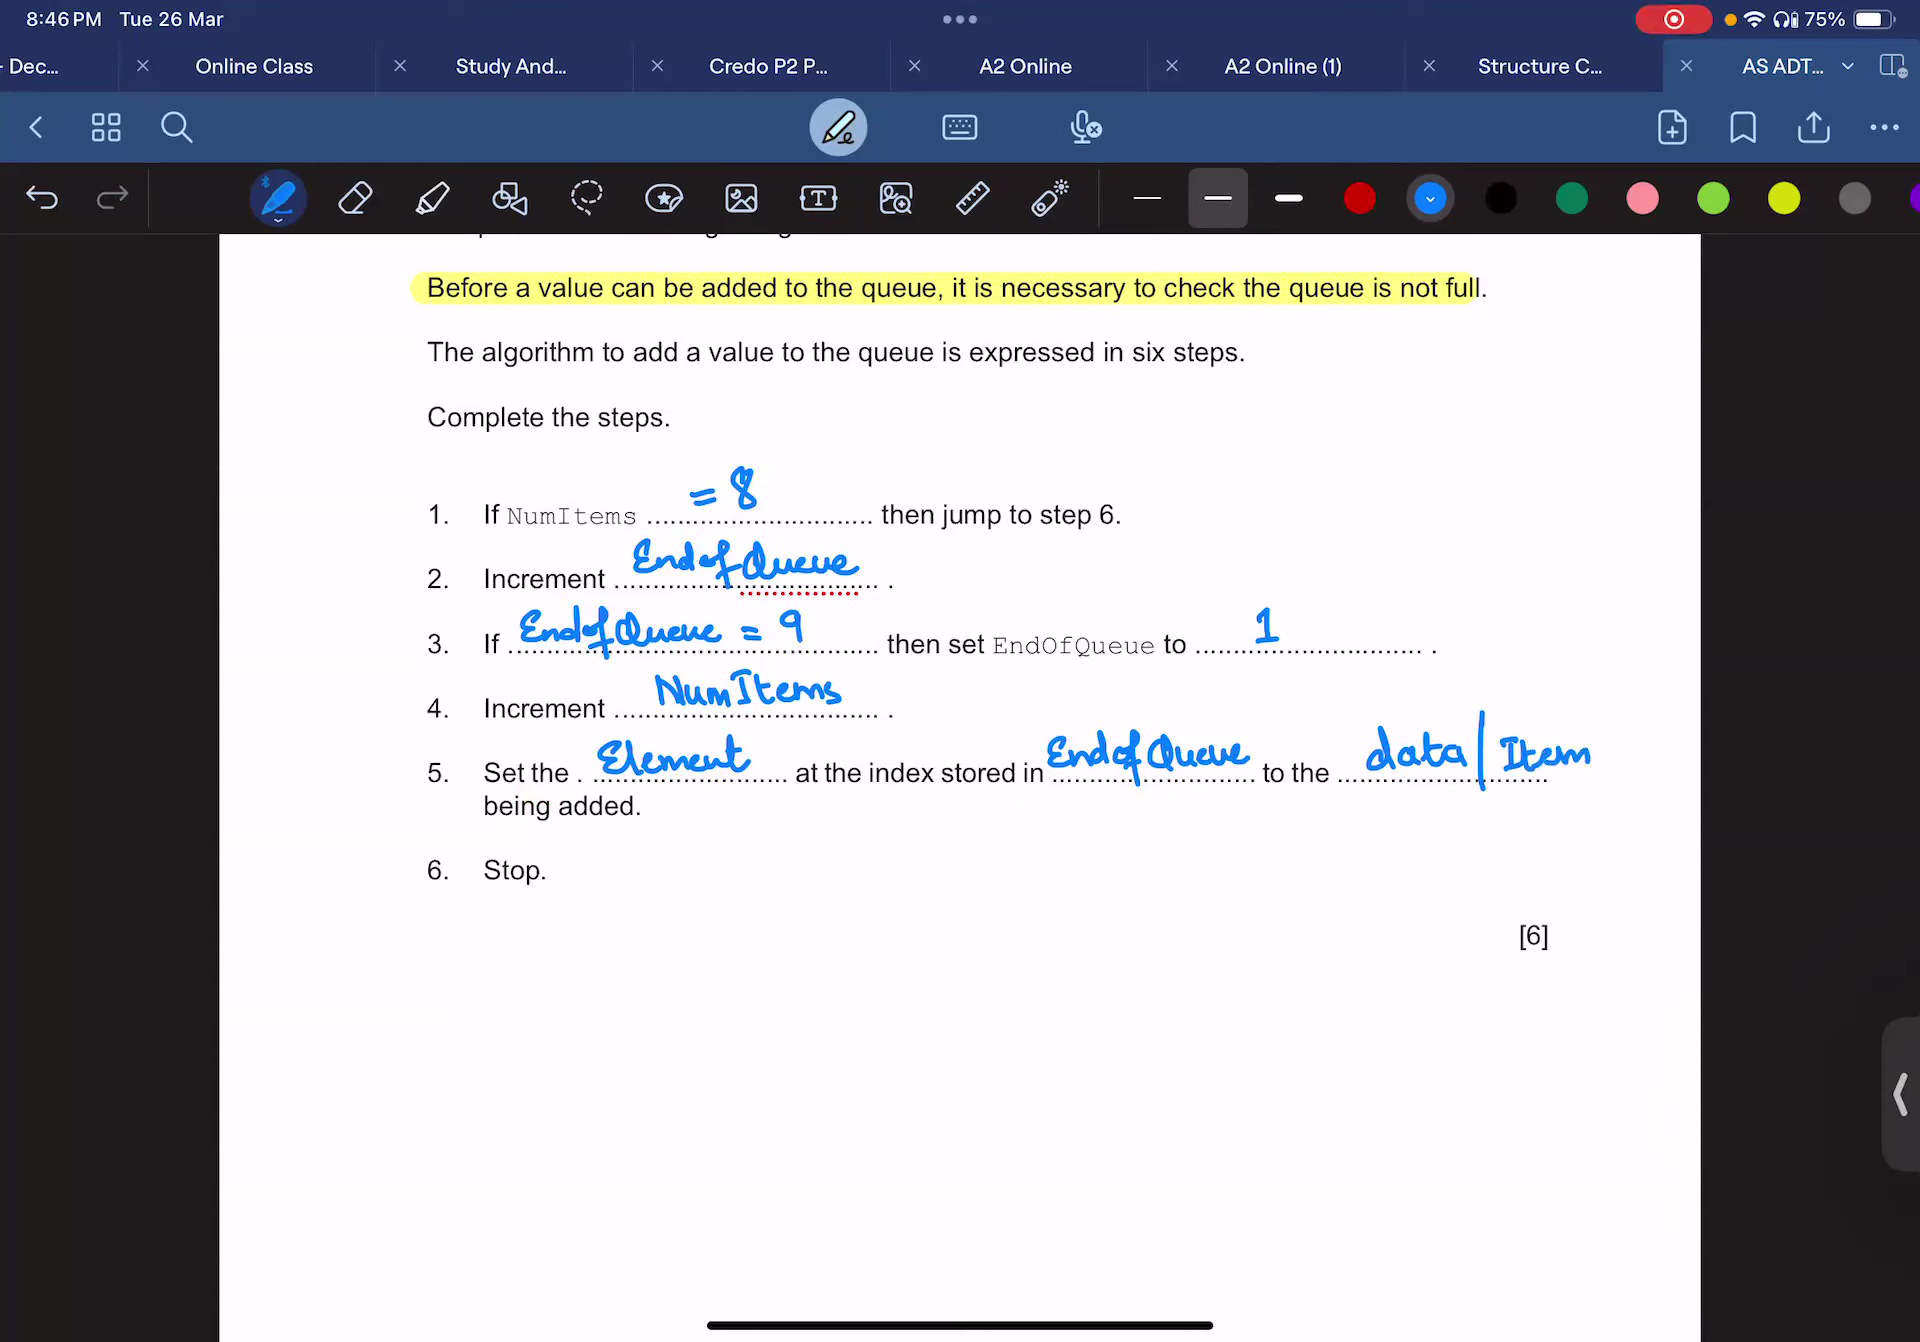 8:46 PM Tue 26 Mar 75%
- Dec... Online Class Study And... Credo P2 P... A2 Online A2 Online (1) Structure C... AS ADT...
Before a value can be added to the queue, it is necessary to check the queue is not full.
The algorithm to add a value to the queue is expressed in six steps.
Complete the steps.
1. If NumItems = 8 then jump to step 6.
2. Increment EndofQueue .
3. If EndofQueue = 9 then set EndOfQueue to 1 .
4. Increment NumItems .
5. Set the . Element at the index stored in EndofQueue to the data / Item
being added.
6. Stop.
[6]